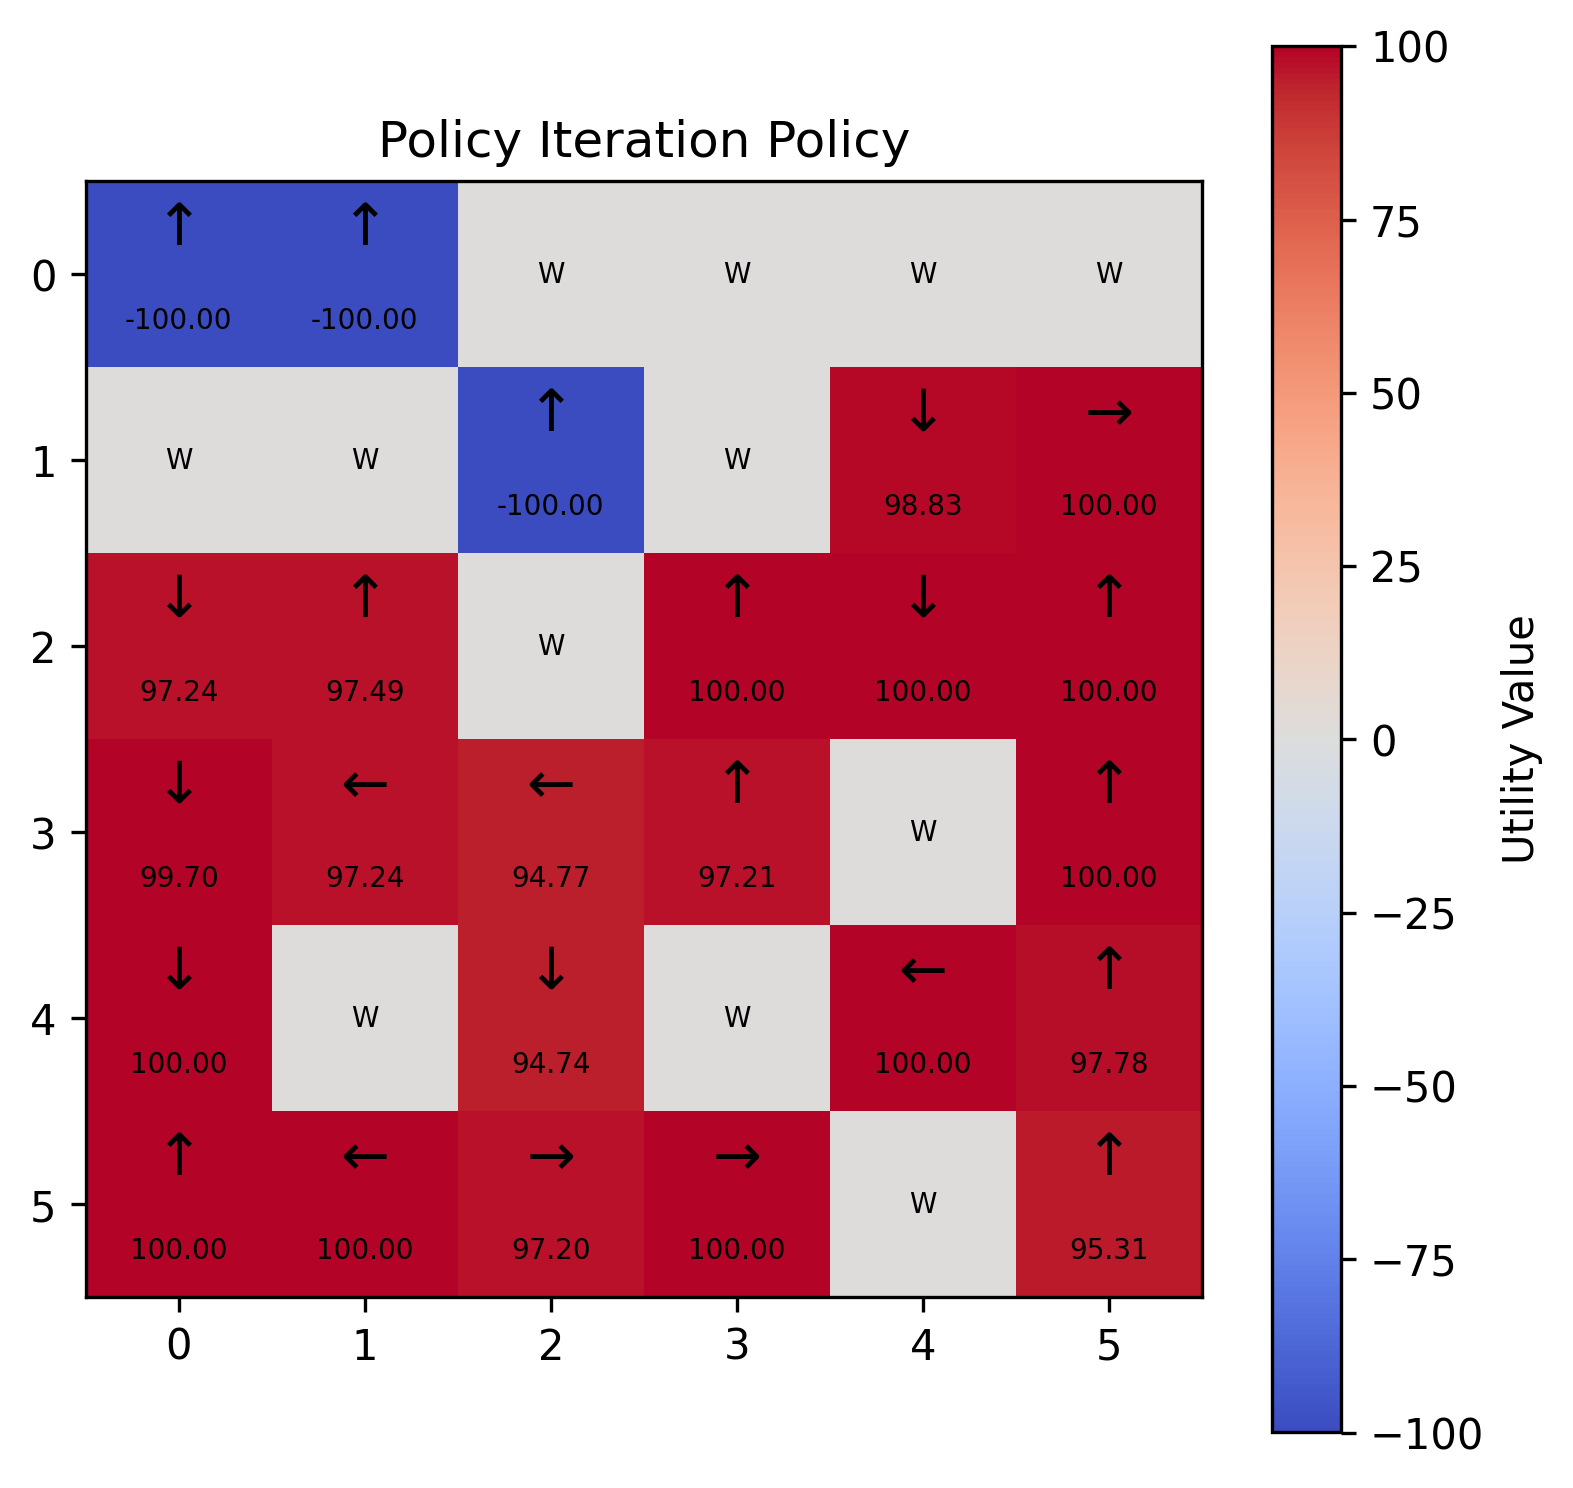 Policy Iteration Policy
↑ ↑ W W W W
-100.00 -100.00
W W ↑ W ↓ →
-100.00 98.83 100.00
↓ ↑ W ↑ ↓ ↑
97.24 97.49 100.00 100.00 100.00
↓ ← ← ↑ W ↑
99.70 97.24 94.77 97.21 100.00
↓ W ↓ W ← ↑
100.00 94.74 100.00 97.78
↑ ← → → W ↑
100.00 100.00 97.20 100.00 95.31
0
1
2
3
4
5
0 1 2 3 4 5
100
75
50
25
0
−25
−50
−75
−100
Utility Value